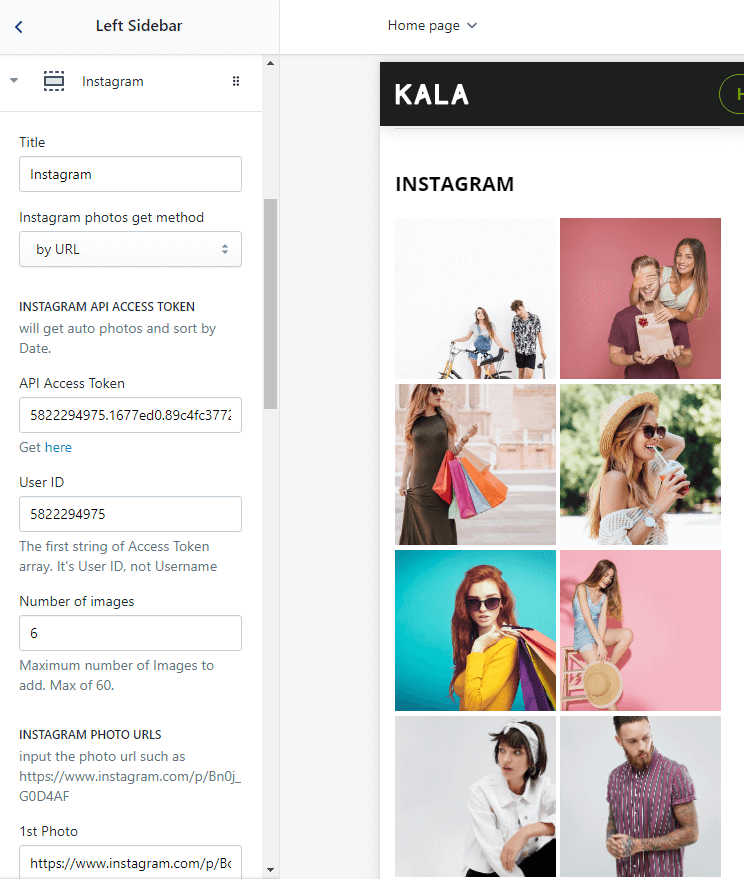 Left Sidebar
Home page
Instagram
Title
Instagram
Instagram photos get method
by URL
INSTAGRAM API ACCESS TOKEN
will get auto photos and sort by
Date.
API Access Token
5822294975.1677ed0.89c4fc3772
Get here
User ID
5822294975
The first string of Access Token
array. It's User ID, not Username
Number of images
6
Maximum number of Images to
add. Max of 60.
INSTAGRAM PHOTO URLS
input the photo url such as
https://www.instagram.com/p/Bn0j_
G0D4AF
1st Photo
https://www.instagram.com/p/Bo
KALA
H
INSTAGRAM